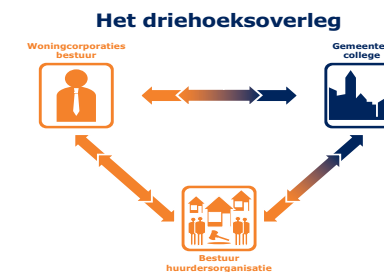 Het driehoeksoverleg
Woningcorporaties
bestuur
Gemeente
college
Bestuur
huurdersorganisatie